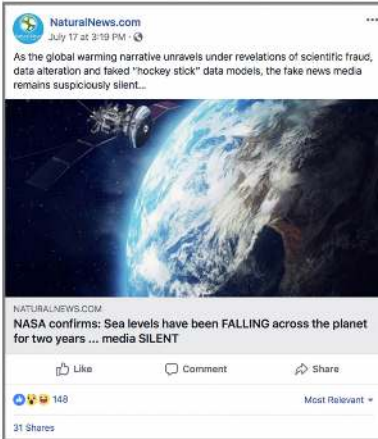 NaturalNews.com
July 17 at 3:19 PM ·
As the global warming narrative unravels under revelations of scientific fraud,
data alteration and faked "hockey stick" data models, the fake news media
remains suspiciously silent...
NATURALNEWS.COM
NASA confirms: Sea levels have been FALLING across the planet
for two years ... media SILENT
Like Comment Share
148 Most Relevant
31 Shares